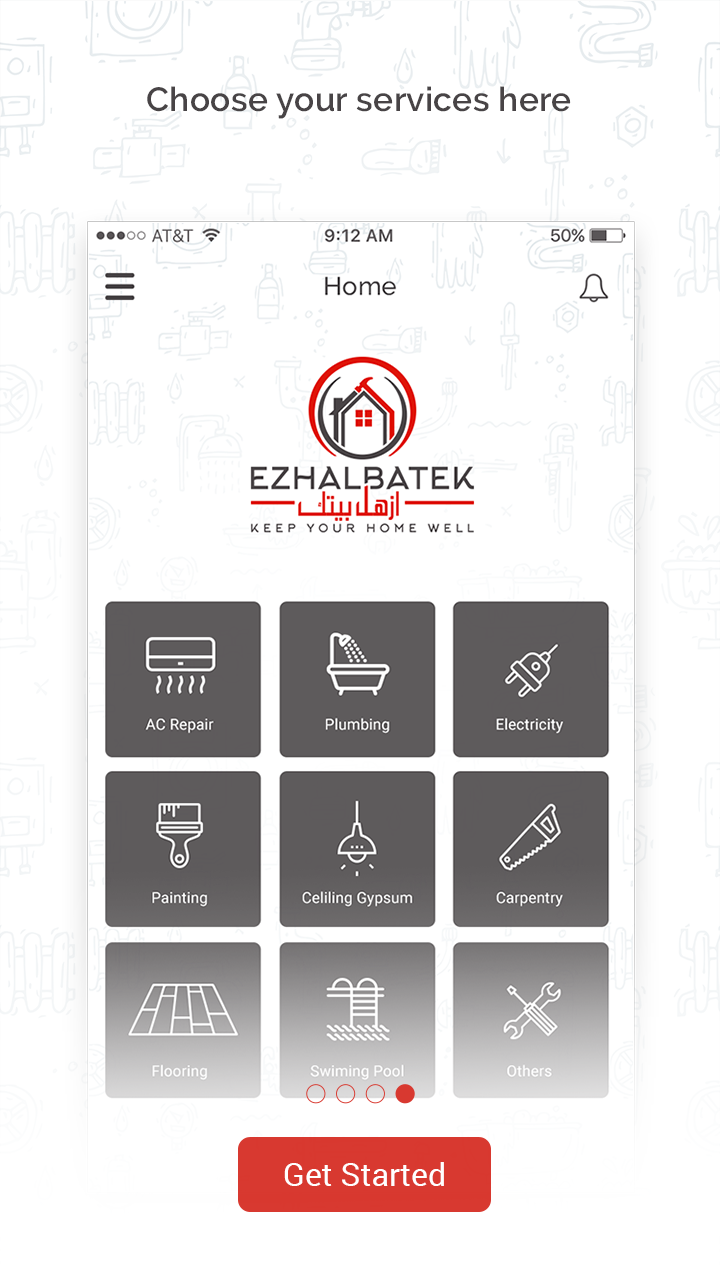 Choose your services here
AT&T 9:12 AM 50%
Home
EZHALBATEK
ازهل بيتك
KEEP YOUR HOME WELL
AC Repair Plumbing Electricity
Painting Celiling Gypsum Carpentry
Flooring Swiming Pool Others
Get Started